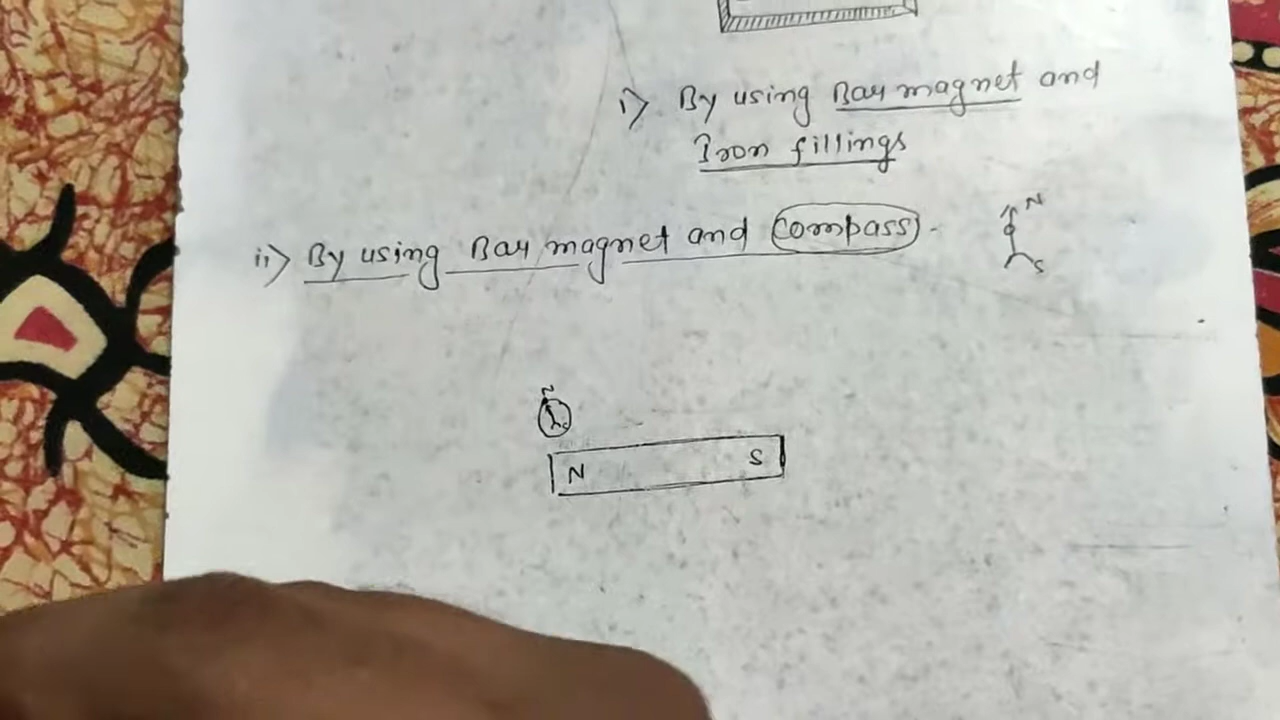 i) By using Bar magnet and
Iron fillings
ii) By using Bar magnet and compass.
N
S
N
S
N S